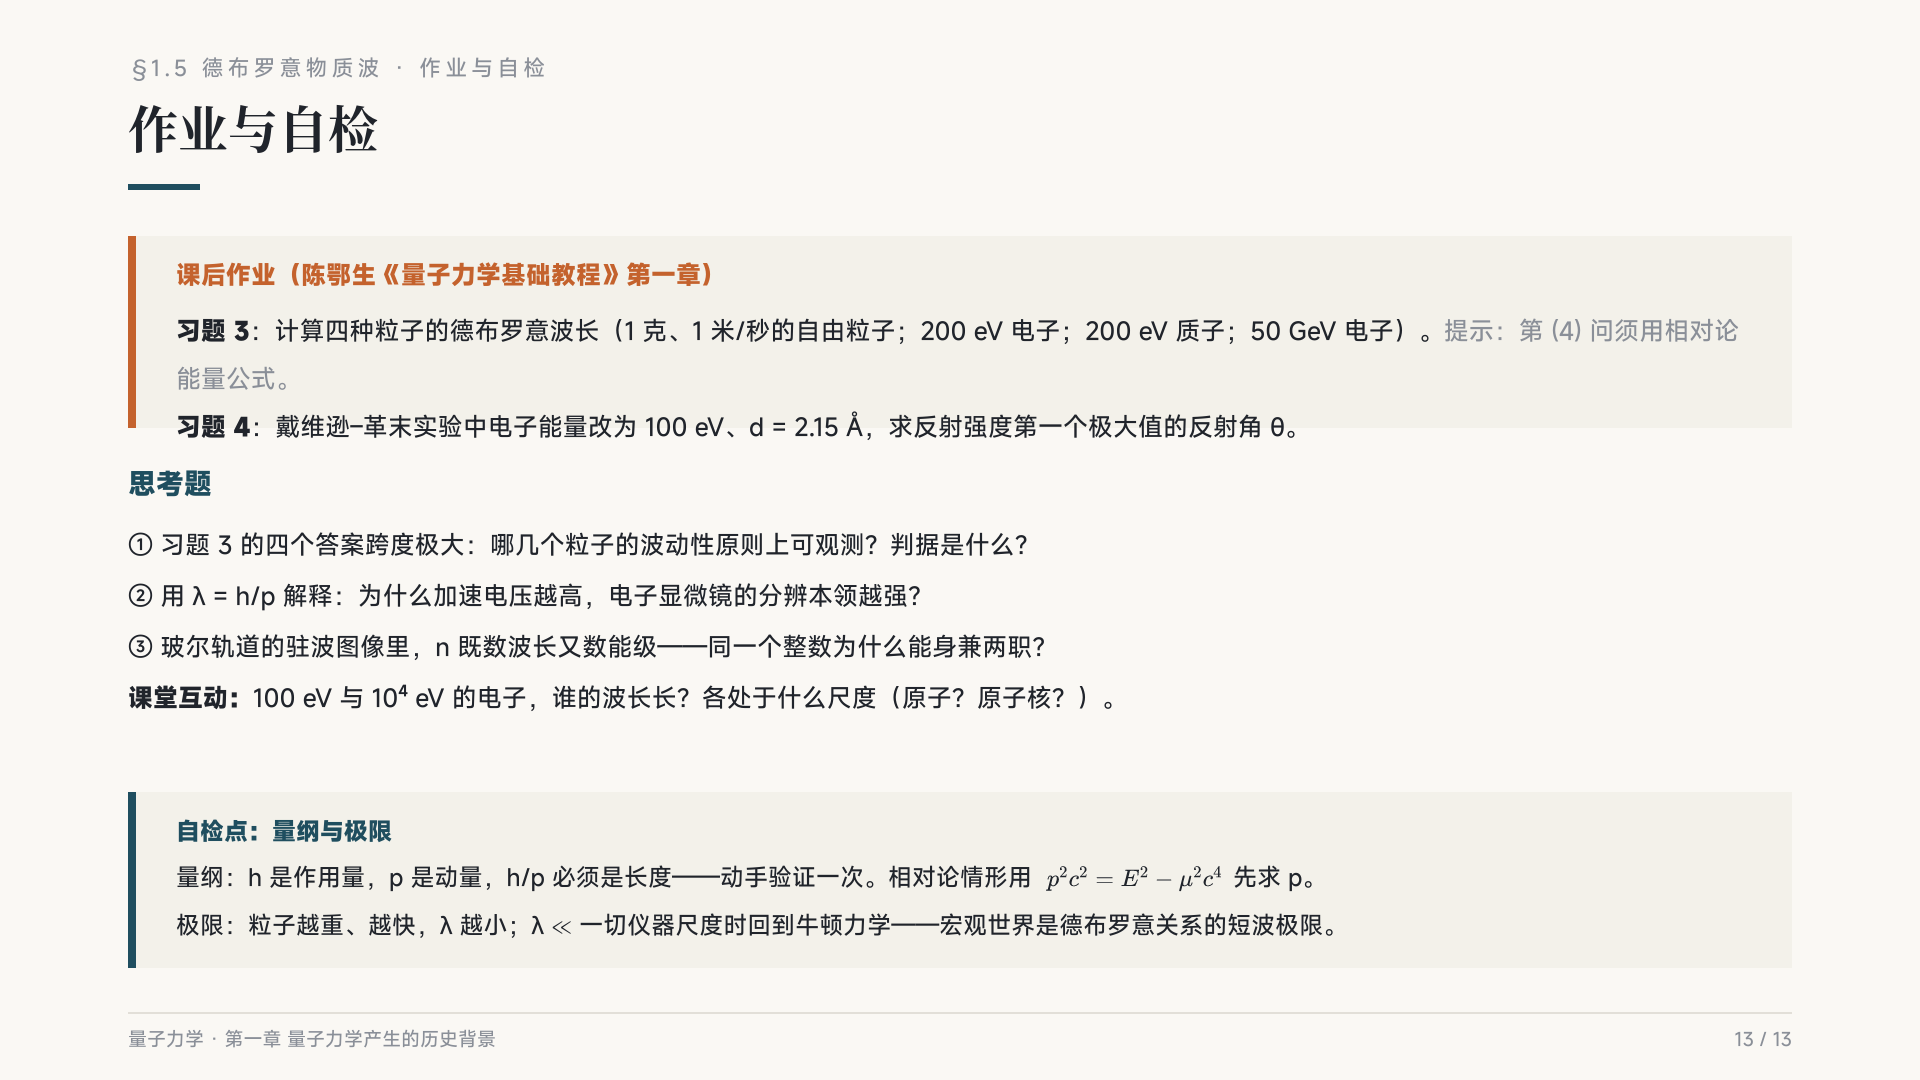 §1.5 德布罗意物质波 · 作业与自检
作业与自检
课后作业（陈鄂生《量子力学基础教程》第一章）
习题 3：计算四种粒子的德布罗意波长（1 克、1 米/秒的自由粒子；200 eV 电子；200 eV 质子；50 GeV 电子）。提示：第 (4) 问须用相对论
能量公式。
习题 4：戴维逊–革末实验中电子能量改为 100 eV、d = 2.15 Å，求反射强度第一个极大值的反射角 θ。
思考题
① 习题 3 的四个答案跨度极大：哪几个粒子的波动性原则上可观测？判据是什么？
② 用 λ = h/p 解释：为什么加速电压越高，电子显微镜的分辨本领越强？
③ 玻尔轨道的驻波图像里，n 既数波长又数能级——同一个整数为什么能身兼两职？
课堂互动：100 eV 与 10⁴ eV 的电子，谁的波长长？各处于什么尺度（原子？原子核？）。
自检点：量纲与极限
量纲：h 是作用量，p 是动量，h/p 必须是长度——动手验证一次。相对论情形用 p²c² = E² − μ²c⁴ 先求 p。
极限：粒子越重、越快，λ 越小；λ ≪ 一切仪器尺度时回到牛顿力学——宏观世界是德布罗意关系的短波极限。
量子力学 · 第一章 量子力学产生的历史背景
13 / 13